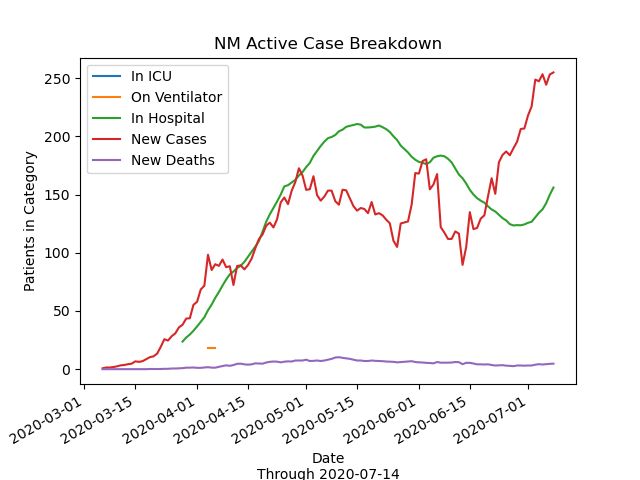 NM Active Case Breakdown
In ICU
On Ventilator
In Hospital
New Cases
New Deaths
Patients in Category
250
200
150
100
50
0
2020-03-01
2020-03-15
2020-04-01
2020-04-15
2020-05-01
2020-05-15
2020-06-01
2020-06-15
2020-07-01
Date
Through 2020-07-14